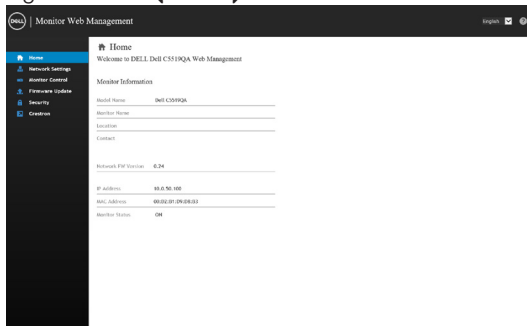 DELL | Monitor Web Management
English
Home
Network Settings
Monitor Control
Firmware Update
Security
Crestron
Home
Welcome to DELL Dell C5519QA Web Management
Monitor Information
Model Name Dell C5519QA
Monitor Name
Location
Contact
Network FW Version 0.24
IP Address 10.0.50.100
MAC Address
Monitor Status ON